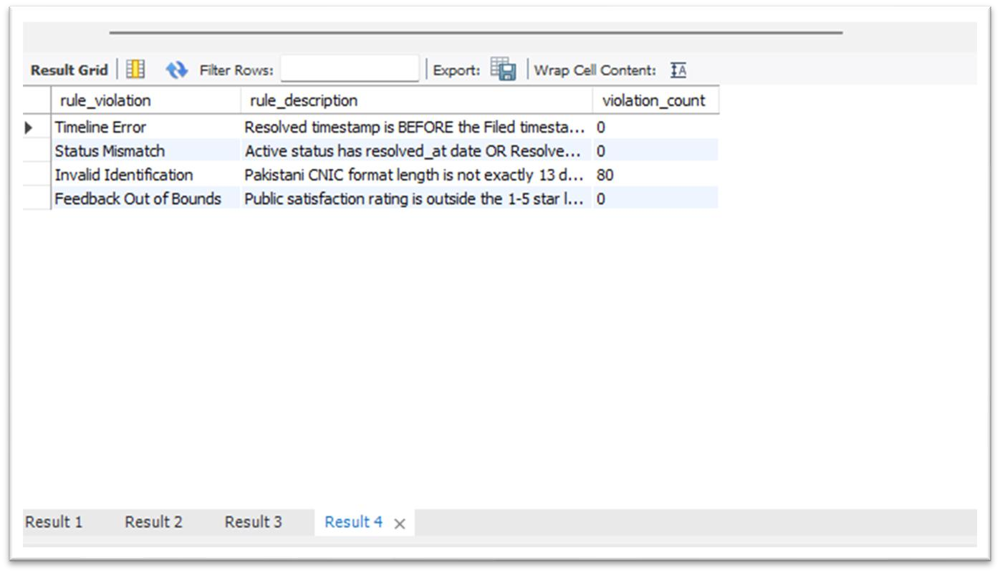 Result Grid Filter Rows: Export: Wrap Cell Content: IA
rule_violation rule_description violation_count
Timeline Error Resolved timestamp is BEFORE the Filed timesta... 0
Status Mismatch Active status has resolved_at date OR Resolve... 0
Invalid Identification Pakistani CNIC format length is not exactly 13 d... 80
Feedback Out of Bounds Public satisfaction rating is outside the 1-5 star l... 0
Result 1 Result 2 Result 3 Result 4